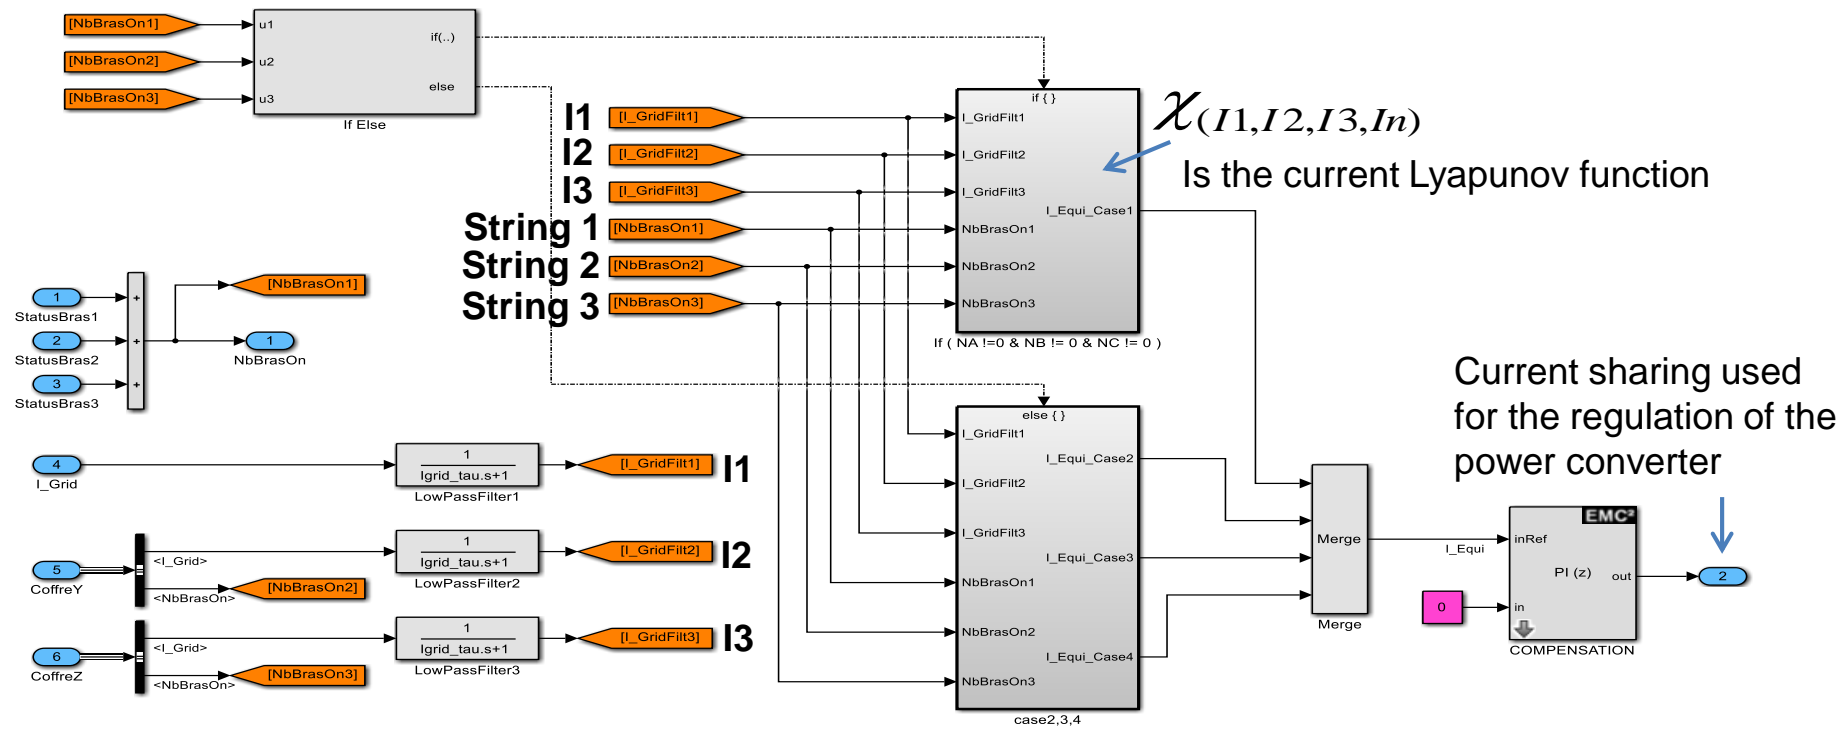 [NbBrasOn1]
[NbBrasOn2]
[NbBrasOn3]
u1
u2
u3
if(..)
else
If Else
I1
[I_GridFilt1]
I2
[I_GridFilt2]
I3
[I_GridFilt3]
String 1
[NbBrasOn1]
String 2
[NbBrasOn2]
String 3
[NbBrasOn3]
if { }
I_GridFilt1
I_GridFilt2
I_GridFilt3
NbBrasOn1
NbBrasOn2
NbBrasOn3
I_Equi_Case1
If ( NA !=0 & NB != 0 & NC != 0 )
χ(I1,I2,I3,In)
Is the current Lyapunov function
1
StatusBras1
2
StatusBras2
3
StatusBras3
+
+
+
[NbBrasOn1]
1
NbBrasOn
4
I_Grid
1
Igrid_tau.s+1
LowPassFilter1
[I_GridFilt1]
I1
5
CoffreY
<I_Grid>
<NbBrasOn>
1
Igrid_tau.s+1
LowPassFilter2
[I_GridFilt2]
I2
[NbBrasOn2]
6
CoffreZ
<I_Grid>
<NbBrasOn>
1
Igrid_tau.s+1
LowPassFilter3
[I_GridFilt3]
I3
[NbBrasOn3]
else { }
I_GridFilt1
I_GridFilt2
I_GridFilt3
NbBrasOn1
NbBrasOn2
NbBrasOn3
I_Equi_Case2
I_Equi_Case3
I_Equi_Case4
case2,3,4
Merge
Merge
I_Equi
0
EMC²
inRef
PI (z)
out
in
COMPENSATION
2
Current sharing used
for the regulation of the
power converter